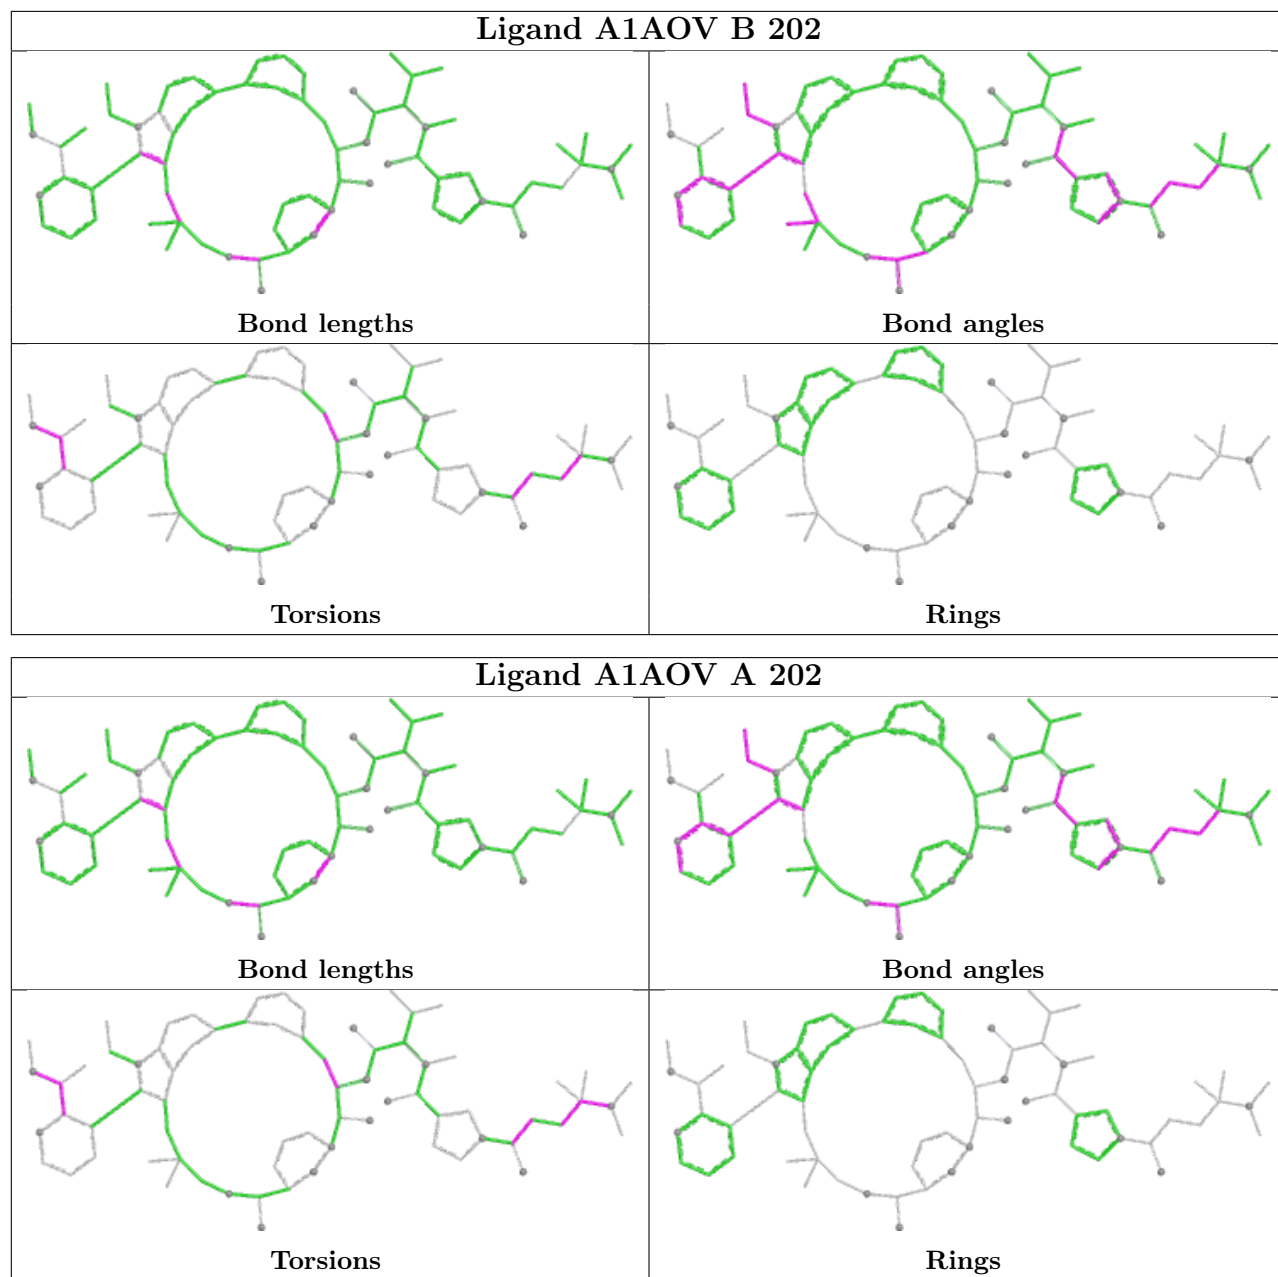 Ligand A1AOV B 202
Bond lengths
Bond angles
Torsions
Rings
Ligand A1AOV A 202
Bond lengths
Bond angles
Torsions
Rings